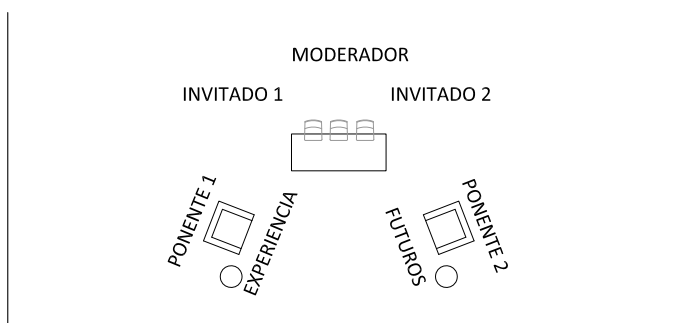 MODERADOR
INVITADO 1
INVITADO 2
PONENTE 1
EXPERIENCIA
FUTUROS
PONENTE 2